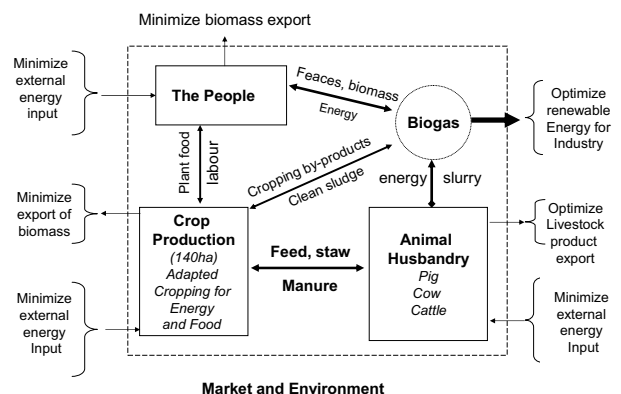 Minimize biomass export
Minimize
external
energy
input
The People
Feaces, biomass
Energy
Biogas
Optimize
renewable
Energy for
Industry
Plant food
labour
Cropping by-products
Clean sludge
energy slurry
Minimize
export of
biomass
Crop
Production
(140ha)
Adapted
Cropping for
Energy
and Food
Feed, staw
Manure
Animal
Husbandry
Pig
Cow
Cattle
Optimize
Livestock
product
export
Minimize
external
energy
Input
Minimize
external
energy
Input
Market and Environment